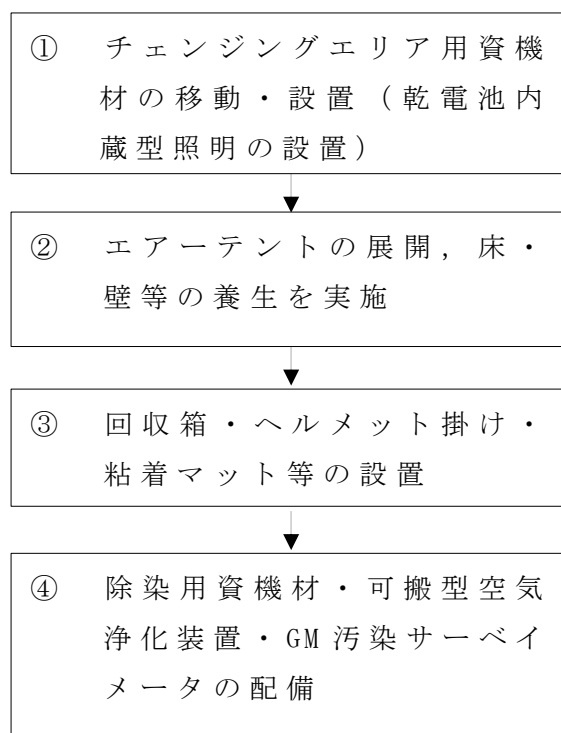 ① チェンジングエリア用資機
材の移動・設置（乾電池内
蔵型照明の設置）
② エアーテントの展開，床・
壁等の養生を実施
③ 回収箱・ヘルメット掛け・
粘着マット等の設置
④ 除染用資機材・可搬型空気
浄化装置・GM 汚染サーベイ
メータの配備